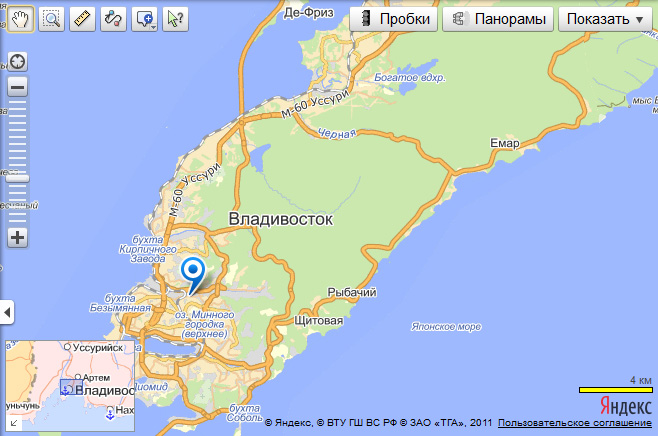 Де-Фриз
Пробки
Панорамы
Показать
Богатое вдхр.
М-60 Уссури
Черная
Емар
мыс
М-60 Уссури
Владивосток
бухта
Кирпичного
Завода
бухта
Безымянная
оз. Минного
городка
(верхнее)
Рыбачий
Щитовая
Японское море
Уссурийск
Артем
Владивос
уньчунь
Нах
Диомид
бухта
Соболь
4 км
Яндекс
© Яндекс, © ВТУ ГШ ВС РФ © ЗАО «ТГА», 2011 Пользовательское соглашение